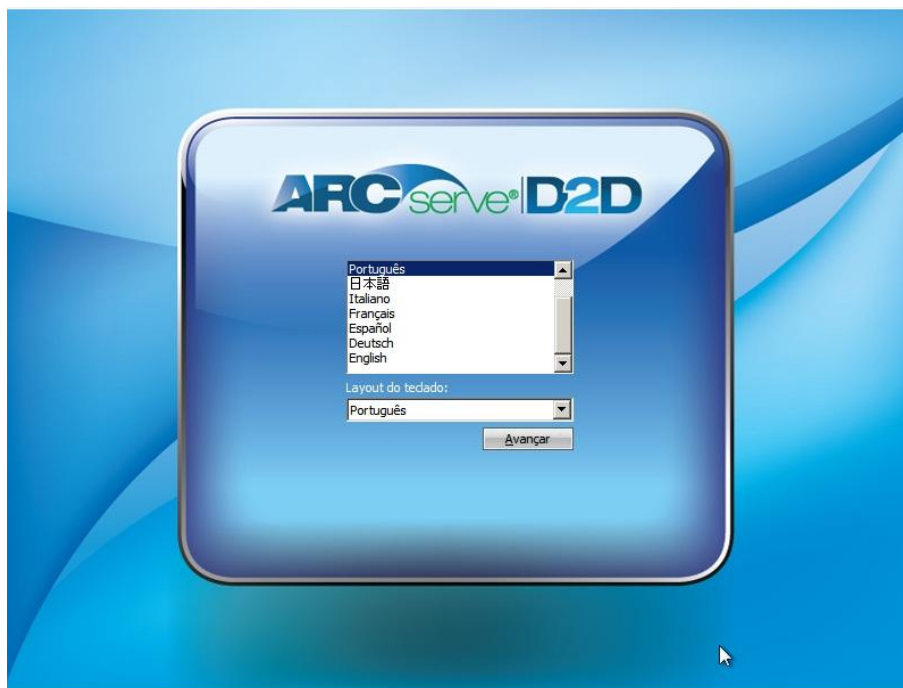 ARCserve® D2D
Português
日本語
Italiano
Français
Español
Deutsch
English
Layout do teclado:
Português
Avançar